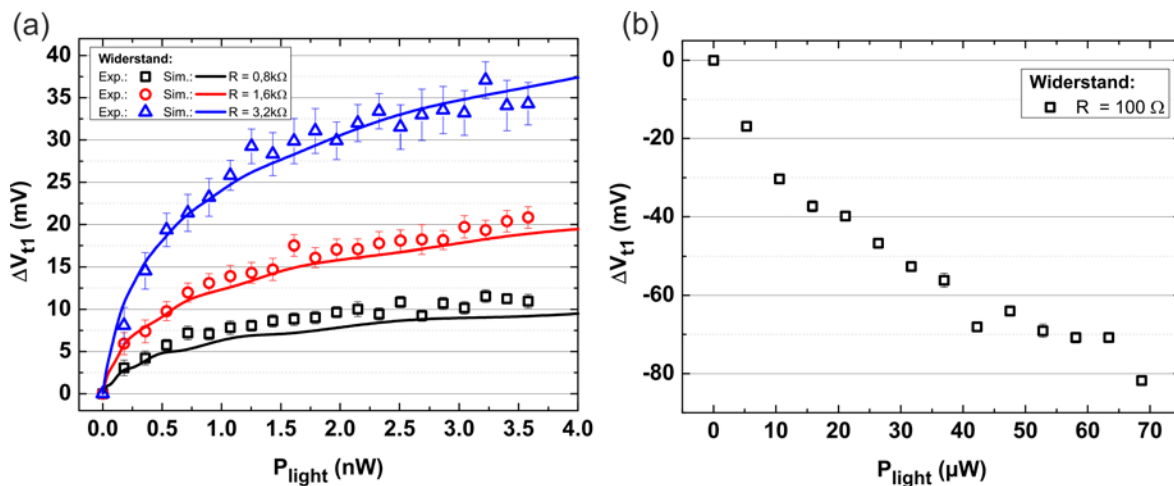 (a)
40
35
30
25
20
15
10
5
0
ΔV_t1 (mV)
Widerstand:
Exp.: Sim.: R = 0,8kΩ
Exp.: Sim.: R = 1,6kΩ
Exp.: Sim.: R = 3,2kΩ
0.0 0.5 1.0 1.5 2.0 2.5 3.0 3.5 4.0
P_light (nW)
(b)
0
-20
-40
-60
-80
ΔV_t1 (mV)
Widerstand:
R = 100 Ω
0 10 20 30 40 50 60 70
P_light (µW)